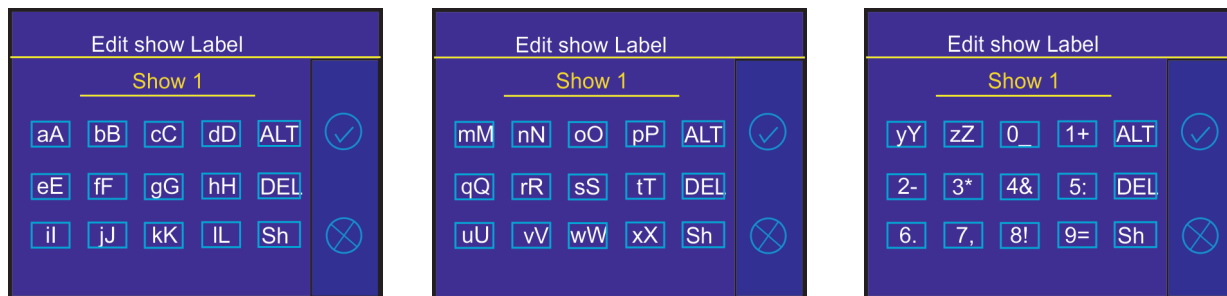 Edit show Label
Show 1
aA bB cC dD ALT
eE fF gG hH DEL
iI jJ kK lL Sh
Edit show Label
Show 1
mM nN oO pP ALT
qQ rR sS tT DEL
uU vV wW xX Sh
Edit show Label
Show 1
yY zZ 0_ 1+ ALT
2- 3* 4& 5: DEL
6. 7, 8! 9= Sh